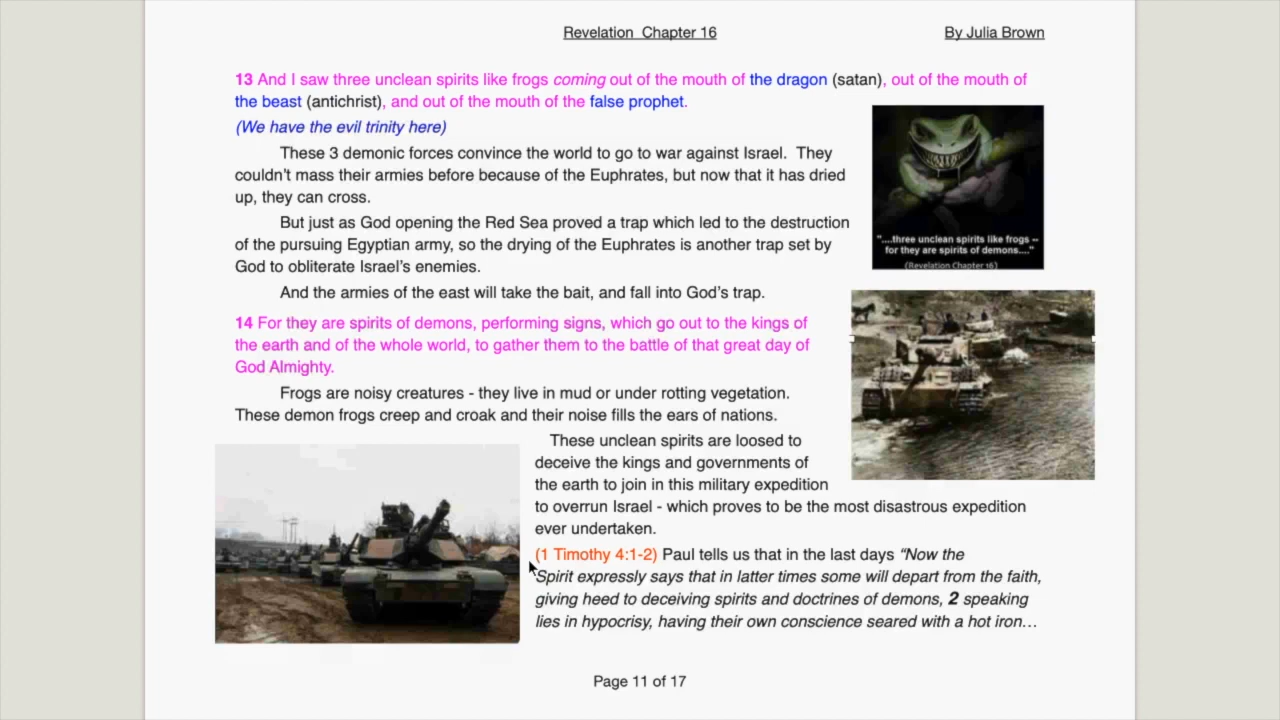 Revelation Chapter 16
By Julia Brown
13 And I saw three unclean spirits like frogs coming out of the mouth of the dragon (satan), out of the mouth of
the beast (antichrist), and out of the mouth of the false prophet.
(We have the evil trinity here)
These 3 demonic forces convince the world to go to war against Israel. They
couldn't mass their armies before because of the Euphrates, but now that it has dried
up, they can cross.
But just as God opening the Red Sea proved a trap which led to the destruction
of the pursuing Egyptian army, so the drying of the Euphrates is another trap set by
God to obliterate Israel's enemies.
And the armies of the east will take the bait, and fall into God's trap.
"....three unclean spirits like frogs --
for they are spirits of demons...."
(Revelation Chapter 16)
14 For they are spirits of demons, performing signs, which go out to the kings of
the earth and of the whole world, to gather them to the battle of that great day of
God Almighty.
Frogs are noisy creatures - they live in mud or under rotting vegetation.
These demon frogs creep and croak and their noise fills the ears of nations.
These unclean spirits are loosed to
deceive the kings and governments of
the earth to join in this military expedition
to overrun Israel - which proves to be the most disastrous expedition
ever undertaken.
(1 Timothy 4:1-2) Paul tells us that in the last days "Now the
Spirit expressly says that in latter times some will depart from the faith,
giving heed to deceiving spirits and doctrines of demons, 2 speaking
lies in hypocrisy, having their own conscience seared with a hot iron…
Page 11 of 17